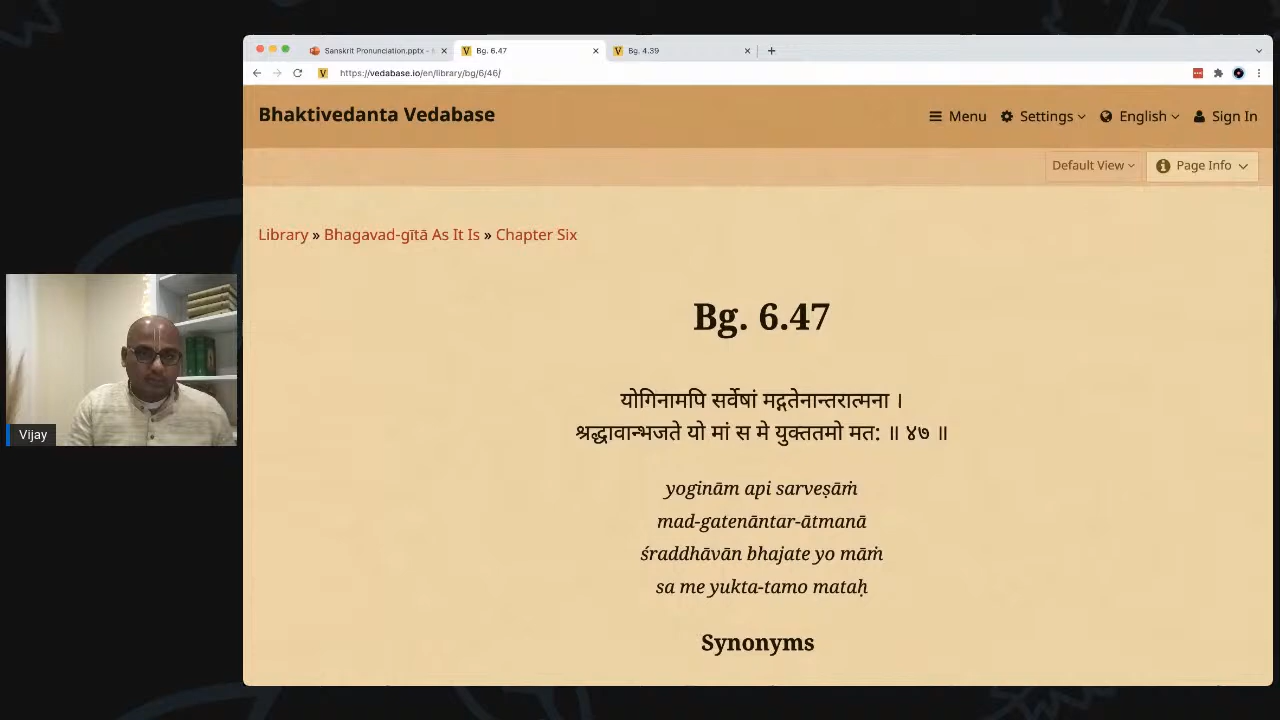 Sanskrit Pronunciation.pptx -
Bg. 6.47
Bg. 4.39
https://vedabase.io/en/library/bg/6/46/
Bhaktivedanta Vedabase
Menu
Settings
English
Sign In
Default View
Page Info
Library » Bhagavad-gītā As It Is » Chapter Six
Bg. 6.47
योगिनामपि सर्वेषां मद्ग‍तेनान्तरात्मना ।
श्रद्धावान्भजते यो मां स मे युक्ततमो मत: ॥ ४७ ॥
yoginām api sarveṣāṁ
mad-gatenāntar-ātmanā
śraddhāvān bhajate yo māṁ
sa me yukta-tamo mataḥ
Synonyms
Vijay